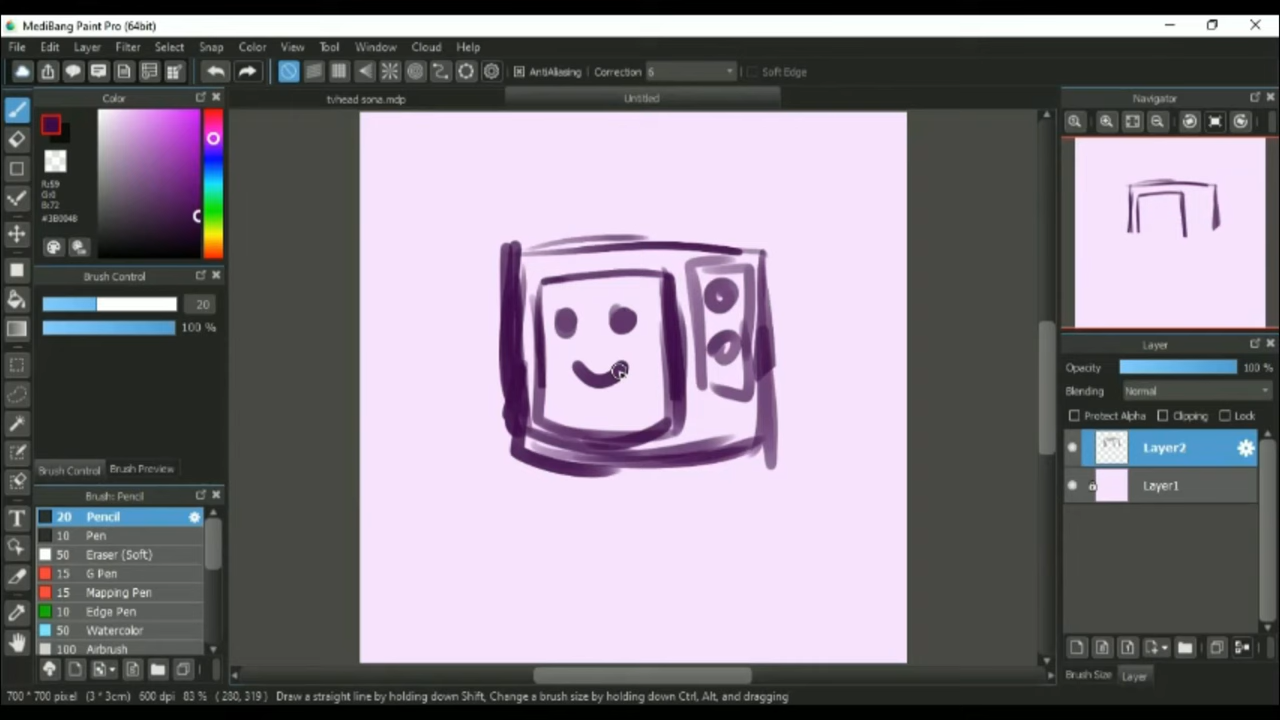 MediBang Paint Pro (64bit)
File Edit Layer Filter Select Snap Color View Tool Window Cloud Help
AntiAliasing Correction 6 Soft Edge
Color
tvhead sona.mdp Untitled
Navigator
R:59
G:0
B:72
#3B0048
Brush Control
20
100 %
Brush Control Brush Preview
Brush: Pencil
20 Pencil
10 Pen
50 Eraser (Soft)
15 G Pen
15 Mapping Pen
10 Edge Pen
50 Watercolor
100 Airbrush
Layer
Opacity 100 %
Blending Normal
Protect Alpha Clipping Lock
Layer2
Layer1
Brush Size Layer
700 * 700 pixel (3 * 3cm) 600 dpi 83 % ( 280, 319 ) Draw a straight line by holding down Shift, Change a brush size by holding down Ctrl, Alt, and dragging